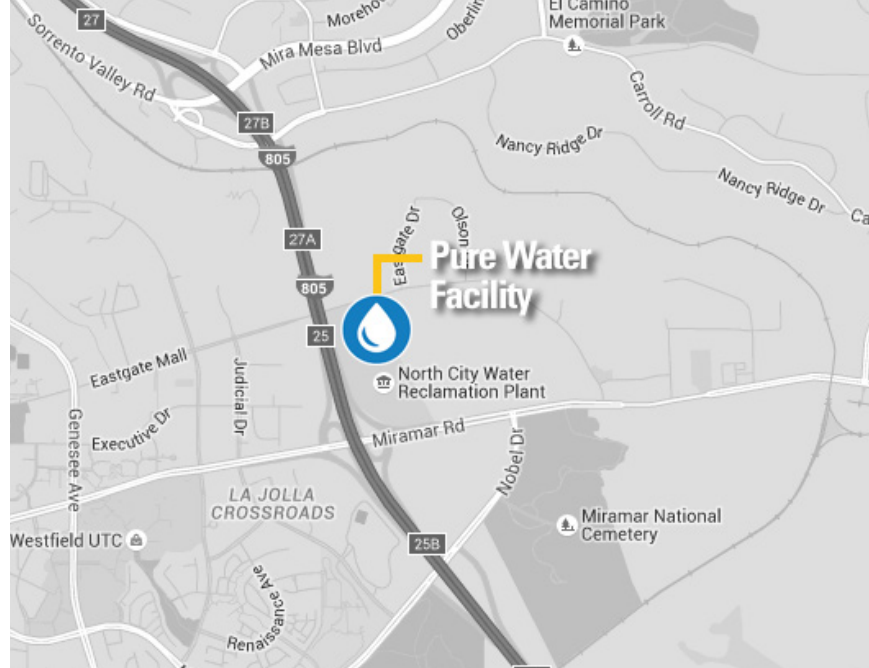 27
Morehou
Oberlin
El Camino
Memorial Park
Sorrento Valley Rd
Mira Mesa Blvd
Carroll Rd
27B
805
Nancy Ridge Dr
Nancy Ridge Dr
Ca
27A
Eastgate Dr
Olson
Pure Water
Facility
805
25
Eastgate Mall
Judicial Dr
North City Water
Reclamation Plant
Genesee Ave
Executive Dr
Miramar Rd
Nobel Dr
LA JOLLA
CROSSROADS
Miramar National
Cemetery
Westfield UTC
25B
Renaissance Ave